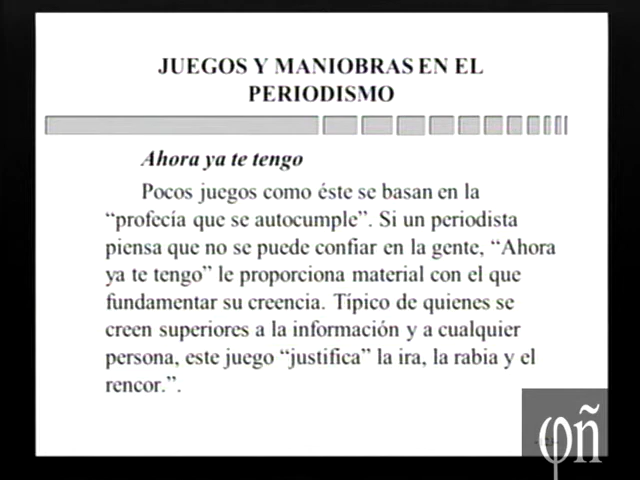 JUEGOS Y MANIOBRAS EN EL
PERIODISMO
Ahora ya te tengo
Pocos juegos como éste se basan en la
“profecía que se autocumple”. Si un periodista
piensa que no se puede confiar en la gente, “Ahora
ya te tengo” le proporciona material con el que
fundamentar su creencia. Típico de quienes se
creen superiores a la información y a cualquier
persona, este juego “justifica” la ira, la rabia y el
rencor.”.
φñ